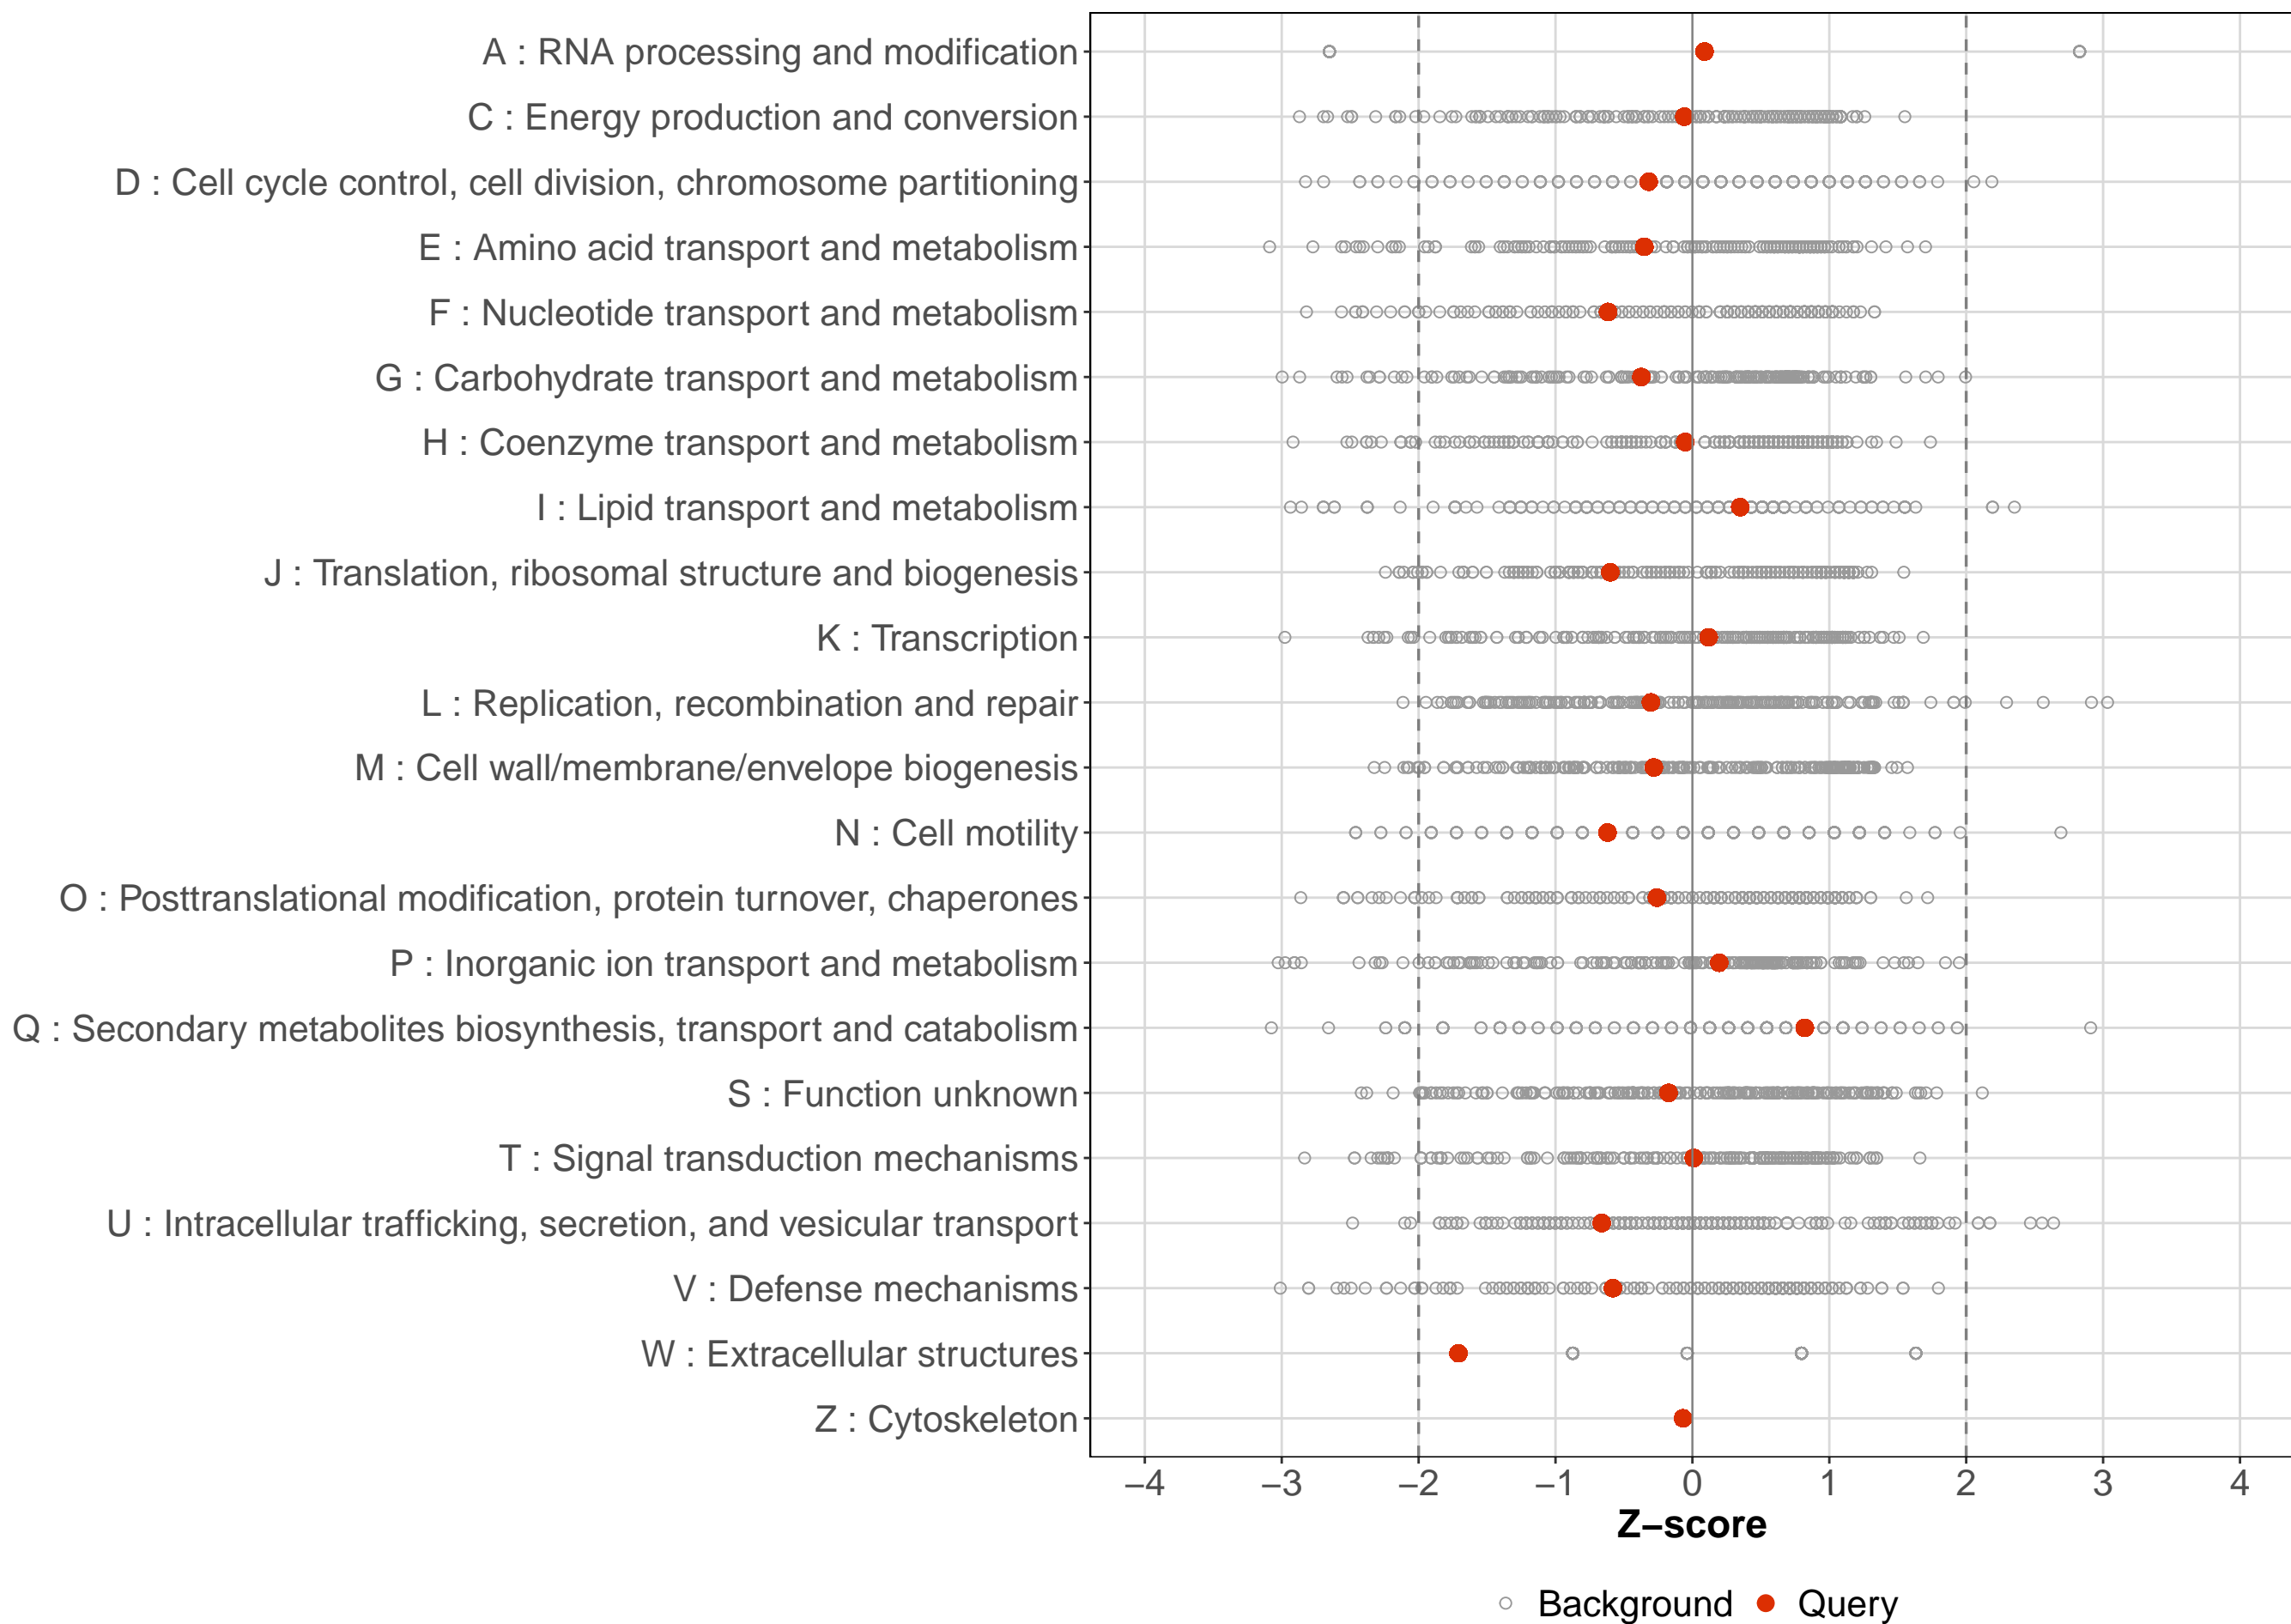 A : RNA processing and modification
C : Energy production and conversion
D : Cell cycle control, cell division, chromosome partitioning
E : Amino acid transport and metabolism
F : Nucleotide transport and metabolism
G : Carbohydrate transport and metabolism
H : Coenzyme transport and metabolism
I : Lipid transport and metabolism
J : Translation, ribosomal structure and biogenesis
K : Transcription
L : Replication, recombination and repair
M : Cell wall/membrane/envelope biogenesis
N : Cell motility
O : Posttranslational modification, protein turnover, chaperones
P : Inorganic ion transport and metabolism
Q : Secondary metabolites biosynthesis, transport and catabolism
S : Function unknown
T : Signal transduction mechanisms
U : Intracellular trafficking, secretion, and vesicular transport
V : Defense mechanisms
W : Extracellular structures
Z : Cytoskeleton
−4 −3 −2 −1 0 1 2 3 4
Z−score
Background Query